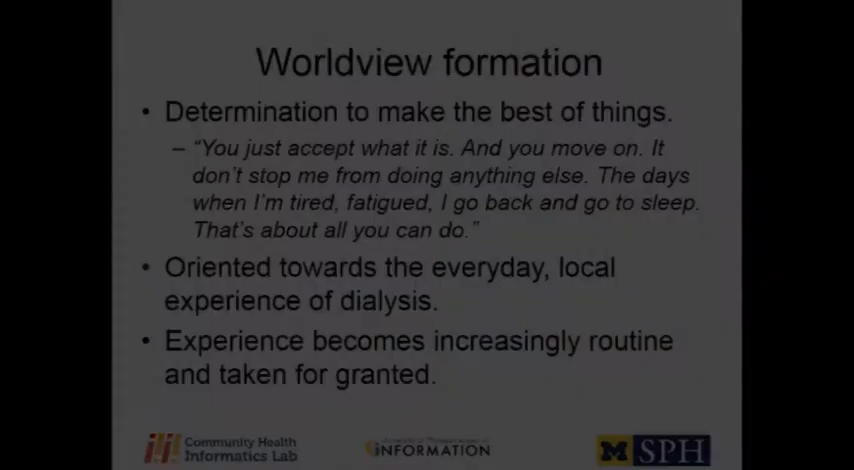 Worldview formation
• Determination to make the best of things.
– “You just accept what it is. And you move on. It
don’t stop me from doing anything else. The days
when I’m tired, fatigued, I go back and go to sleep.
That’s about all you can do.”
• Oriented towards the everyday, local
experience of dialysis.
• Experience becomes increasingly routine
and taken for granted.
Community Health
Informatics Lab
INFORMATION
M SPH